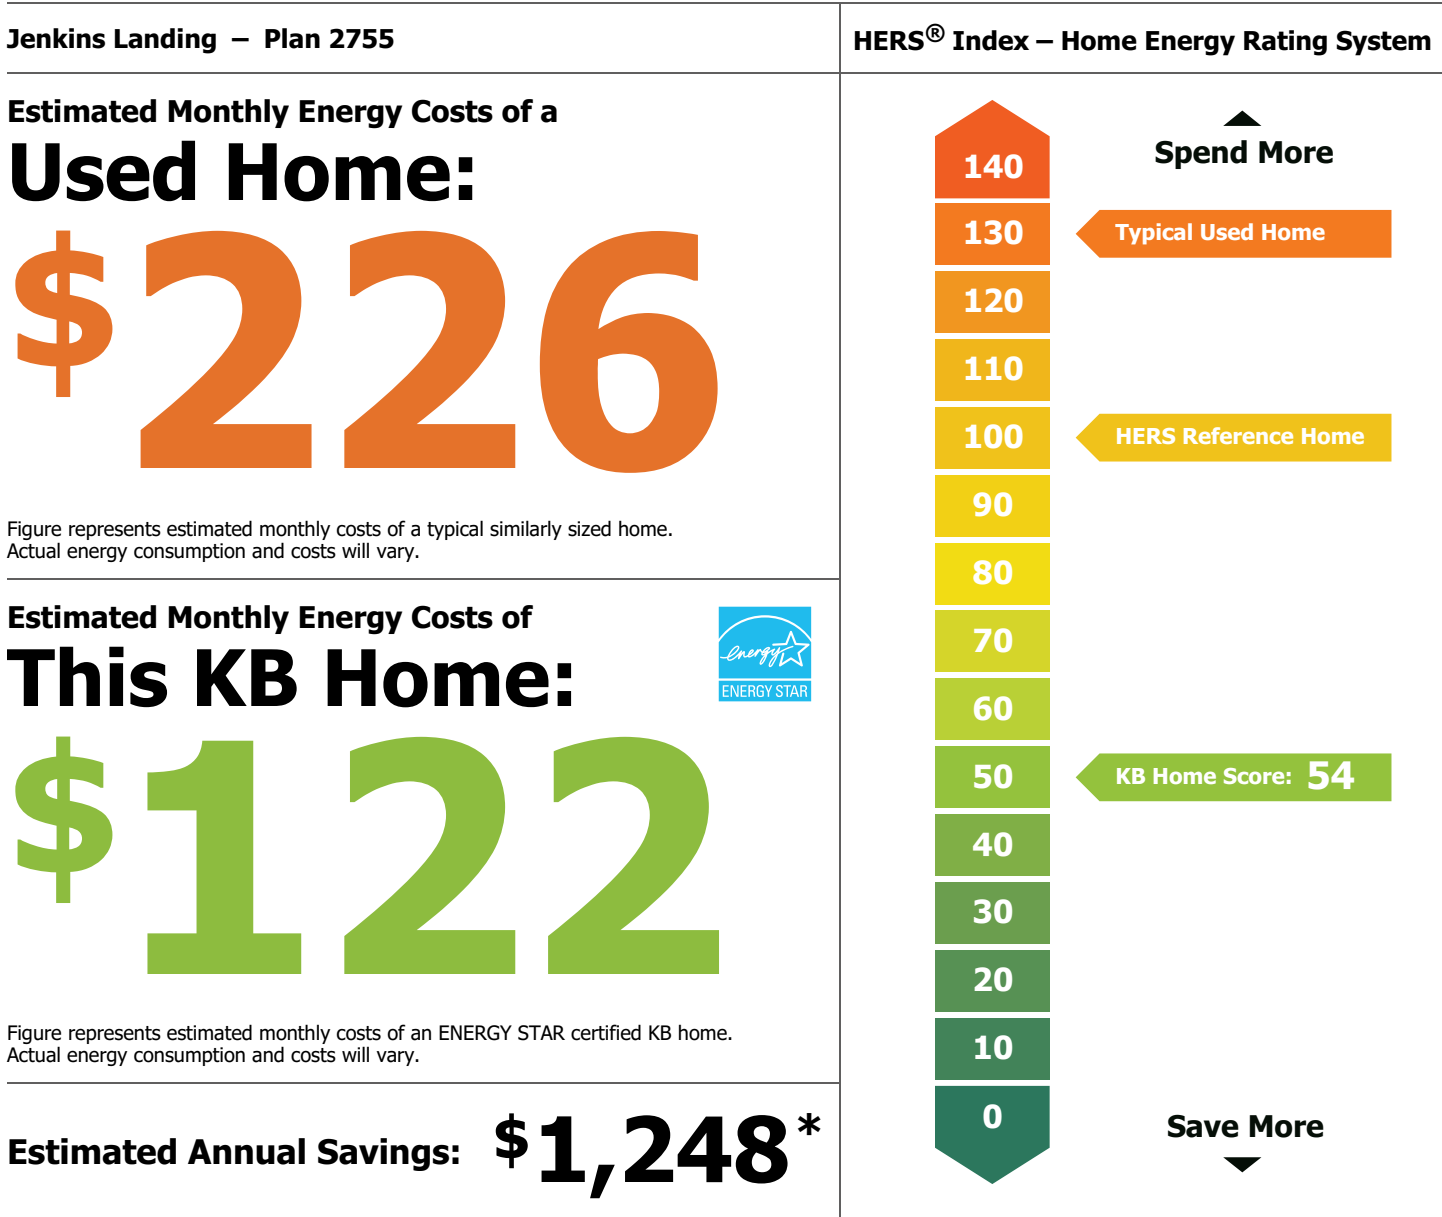 Jenkins Landing – Plan 2755
Estimated Monthly Energy Costs of a
Used Home:
$226
Figure represents estimated monthly costs of a typical similarly sized home.
Actual energy consumption and costs will vary.
Estimated Monthly Energy Costs of
This KB Home:
energy
ENERGY STAR
$122
Figure represents estimated monthly costs of an ENERGY STAR certified KB home.
Actual energy consumption and costs will vary.
Estimated Annual Savings: $1,248*
HERS® Index – Home Energy Rating System
Spend More
140
130 Typical Used Home
120
110
100 HERS Reference Home
90
80
70
60
50 KB Home Score: 54
40
30
20
10
0
Save More